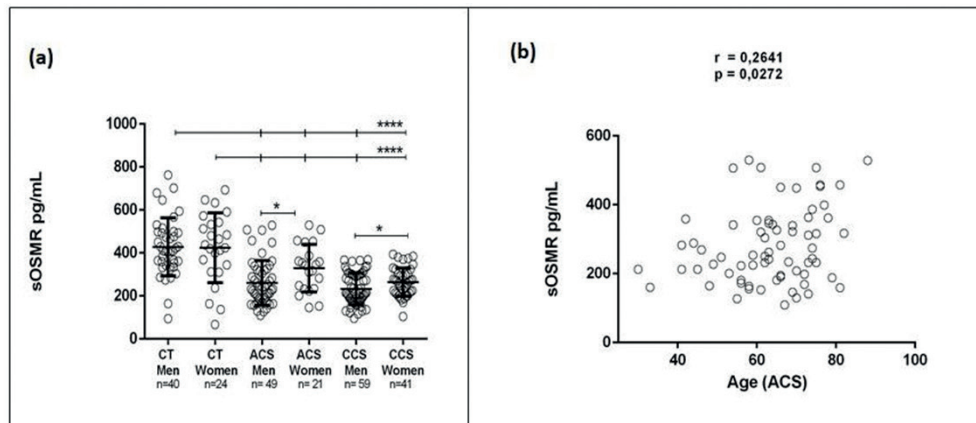 (a)
****
****
*
*
1000
800
600
400
200
0
sOSMR pg/mL
CT CT ACS ACS CCS CCS
Men Women Men Women Men Women
n=40 n=24 n= 49 n=21 n= 59 n=41
(b)
r = 0,2641
p = 0,0272
600
400
200
0
sOSMR pg/mL
40 60 80 100
Age (ACS)